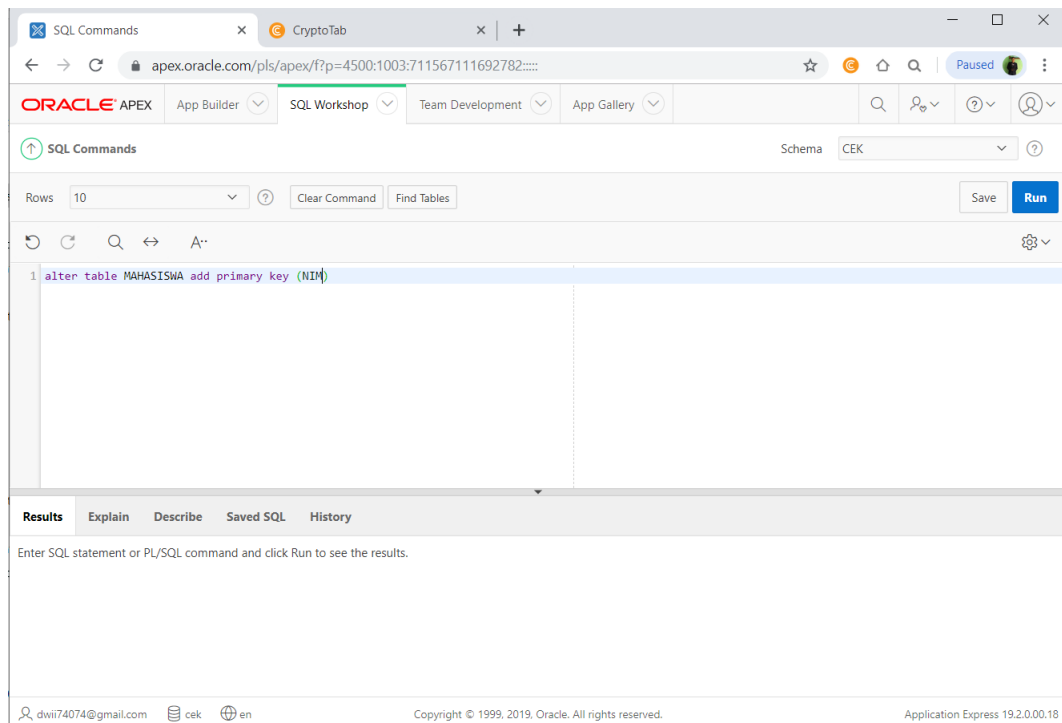 SQL Commands CryptoTab
apex.oracle.com/pls/apex/f?p=4500:1003:711567111692782::::: Paused
ORACLE APEX App Builder SQL Workshop Team Development App Gallery
SQL Commands Schema CEK
Rows 10 Clear Command Find Tables Save Run
A··
1 alter table MAHASISWA add primary key (NIM)
Results Explain Describe Saved SQL History
Enter SQL statement or PL/SQL command and click Run to see the results.
dwii74074@gmail.com cek en Copyright © 1999, 2019, Oracle. All rights reserved. Application Express 19.2.0.00.18